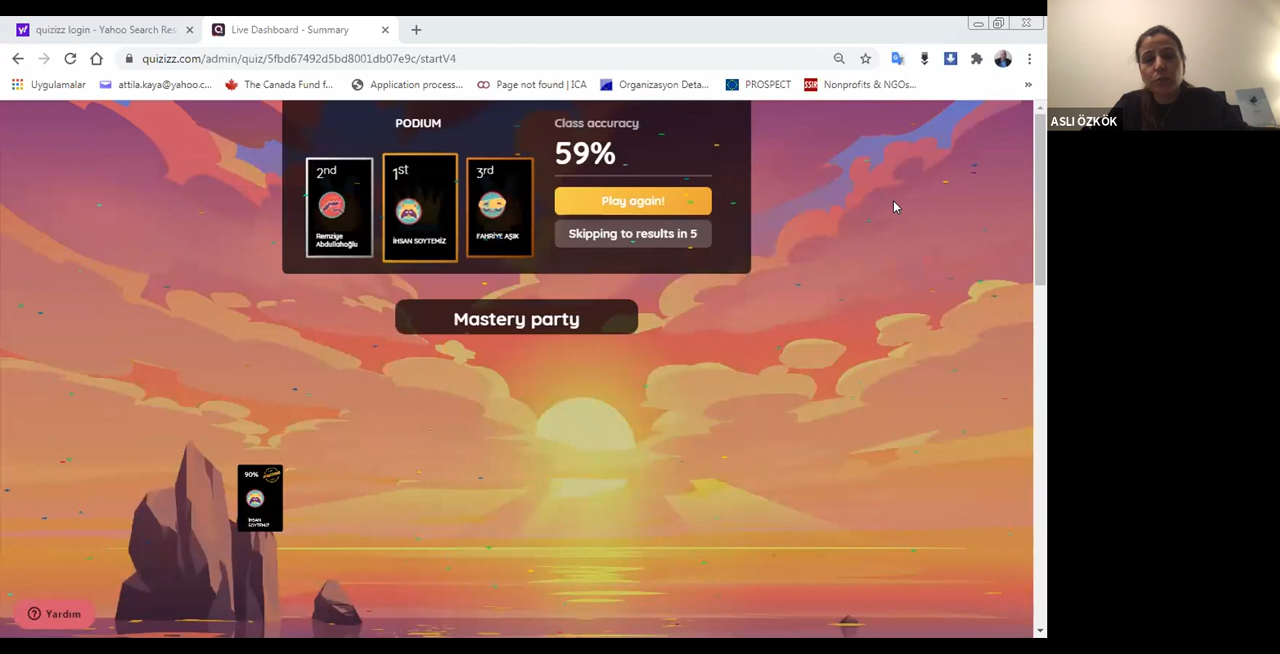 quizizz login - Yahoo Search Res
Live Dashboard - Summary
quizizz.com/admin/quiz/5fbd67492d5bd8001db07e9c/startV4
Uygulamalar
attila.kaya@yahoo.c...
The Canada Fund f...
Application process...
Page not found | ICA
Organizasyon Deta...
PROSPECT
SSIR
Nonprofits & NGOs...
»
ASLI ÖZKÖK
PODIUM
2nd
Remziye
Abdullahoğlu
1st
İHSAN SOYTEMİZ
3rd
FAHRİYE AŞIK
Class accuracy
59%
Play again!
Skipping to results in 5
Mastery party
90%
İHSAN
SOYTEMİZ
Yardım